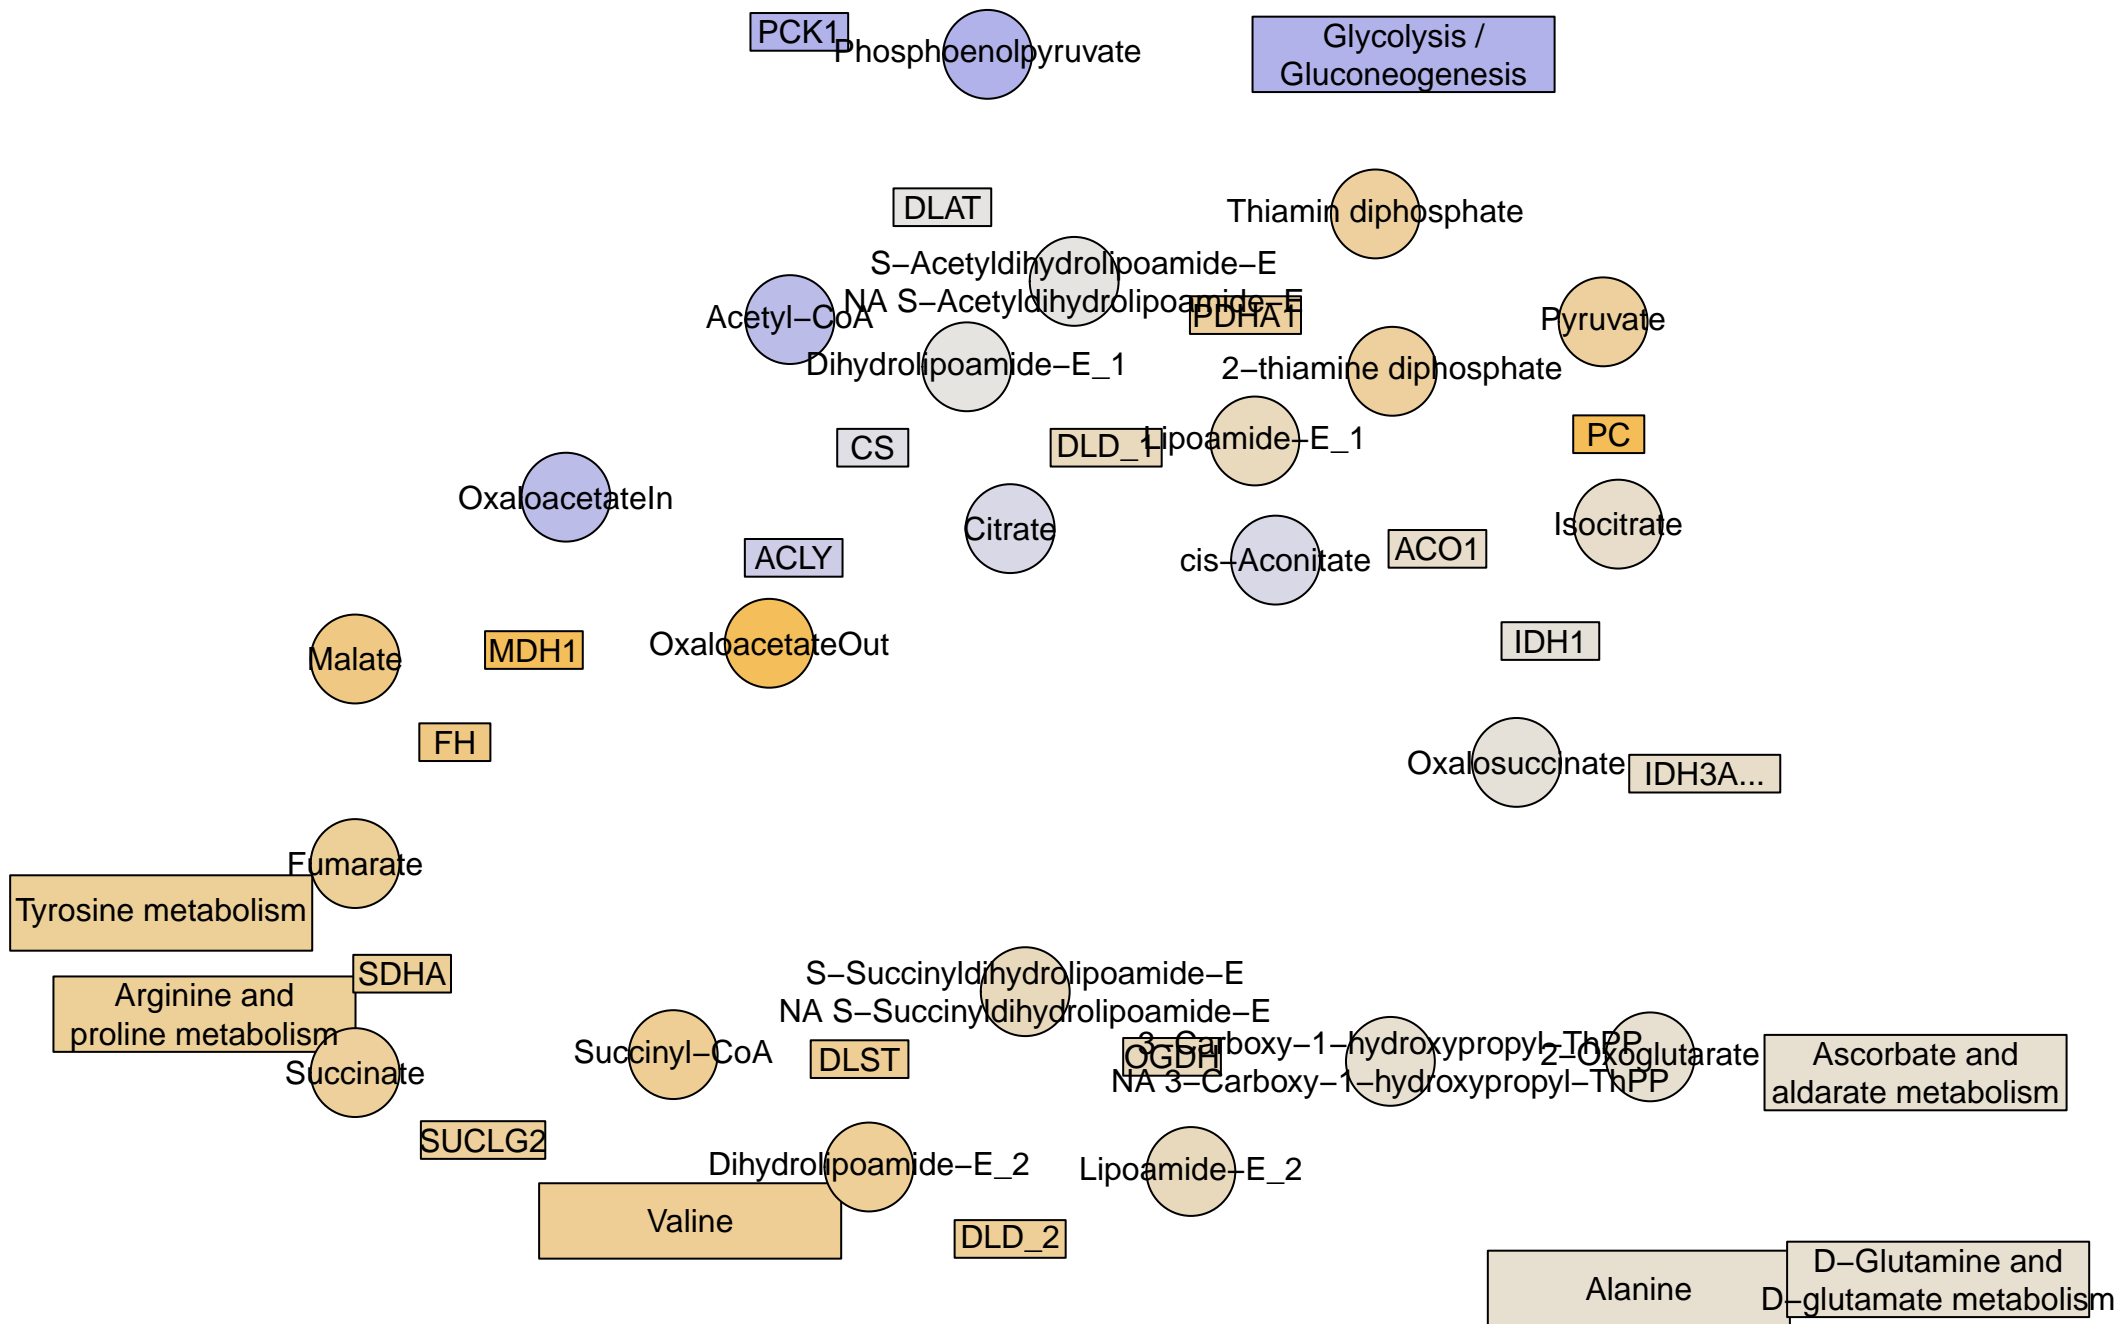 PCK1
Phosphoenolpyruvate
Glycolysis /
Gluconeogenesis
DLAT
Thiamin diphosphate
S−Acetyldihydrolipoamide−E
NA S−Acetyldihydrolipoamide−E
Acetyl−CoA
PDHA1
Pyruvate
Dihydrolipoamide−E_1
2−thiamine diphosphate
CS
DLD_1
Lipoamide−E_1
PC
OxaloacetateIn
Citrate
Isocitrate
ACLY
cis−Aconitate
ACO1
Malate
MDH1
OxaloacetateOut
IDH1
FH
Oxalosuccinate
IDH3A...
Fumarate
Tyrosine metabolism
SDHA
Arginine and
proline metabolism
S−Succinyldihydrolipoamide−E
NA S−Succinyldihydrolipoamide−E
Succinate
Succinyl−CoA
DLST
OGDH
3−Carboxy−1−hydroxypropyl−ThPP
NA 3−Carboxy−1−hydroxypropyl−ThPP
2−Oxoglutarate
Ascorbate and
aldarate metabolism
SUCLG2
Dihydrolipoamide−E_2
Lipoamide−E_2
Valine
DLD_2
Alanine
D−Glutamine and
D−glutamate metabolism